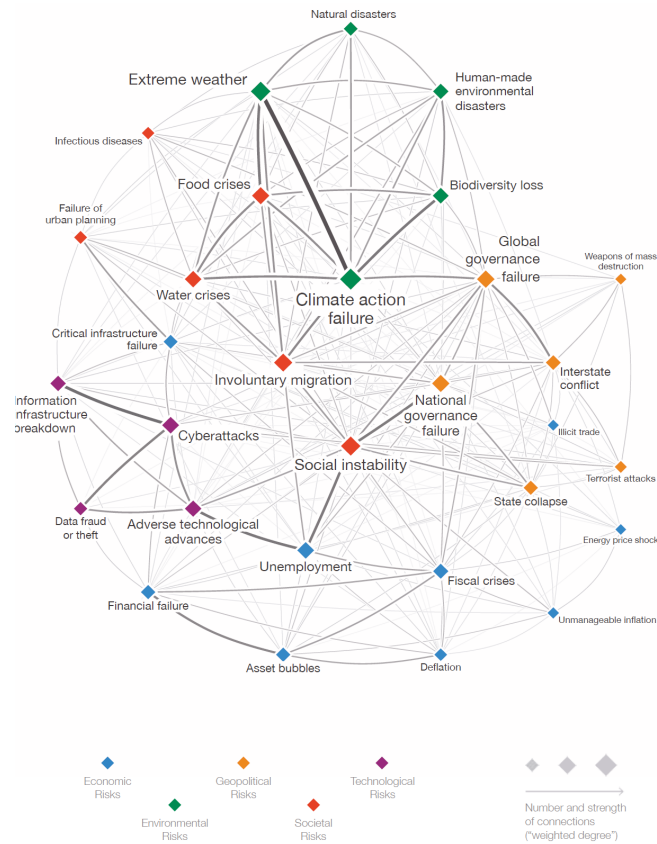 Natural disasters
Extreme weather
Human-made
environmental
disasters
Infectious diseases
Food crises
Biodiversity loss
Failure of
urban planning
Global
governance
failure
Weapons of mass
destruction
Water crises
Climate action
failure
Critical infrastructure
failure
Involuntary migration
Interstate
conflict
National
governance
failure
Information
nfrastructure
breakdown
Cyberattacks
Illicit trade
Social instability
Terrorist attacks
State collapse
Data fraud
or theft
Adverse technological
advances
Energy price shock
Unemployment
Fiscal crises
Financial failure
Unmanageable inflation
Asset bubbles
Deflation
Economic
Risks
Geopolitical
Risks
Technological
Risks
Environmental
Risks
Societal
Risks
Number and strength
of connections
("weighted degree")